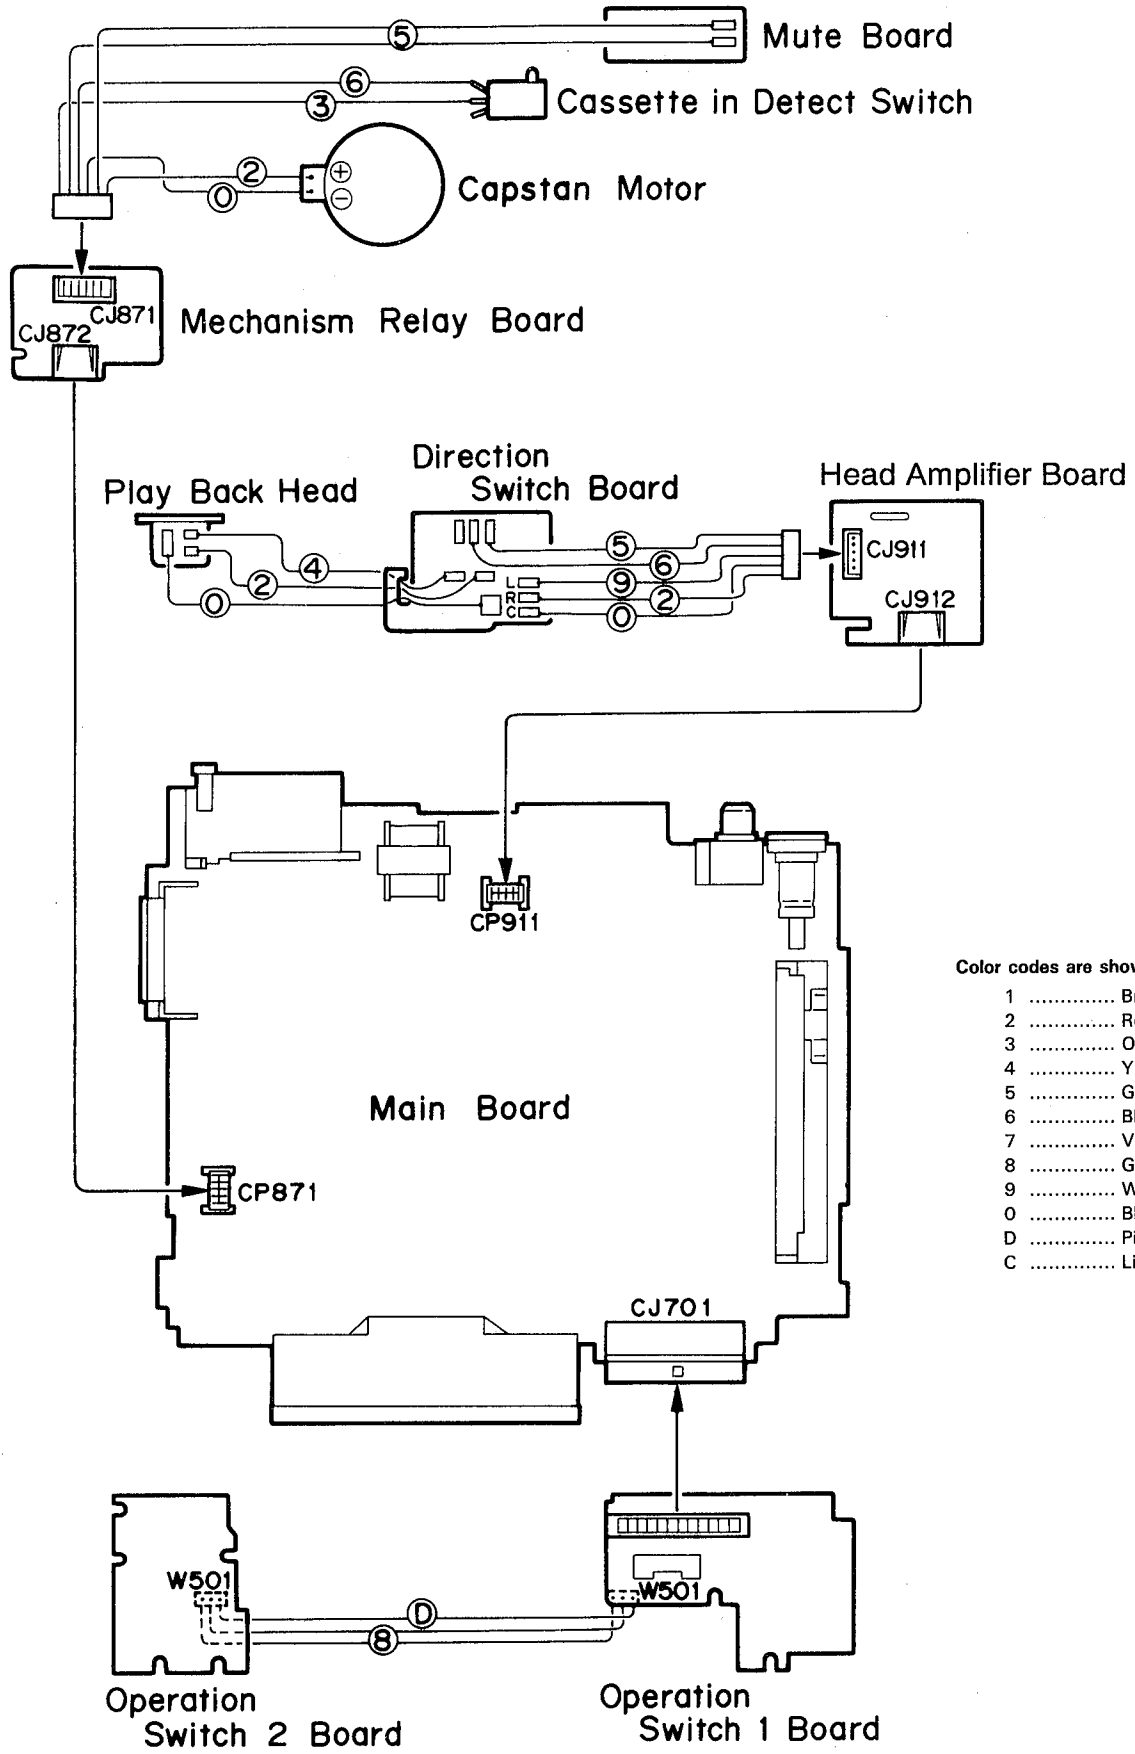 5
Mute Board
6
3
Cassette in Detect Switch
2
0
+
−
Capstan Motor
CJ871
CJ872
Mechanism Relay Board
Direction
Switch Board
Play Back Head
Head Amplifier Board
4
2
0
L
R
C
5
6
9
2
0
CJ911
CJ912
CP911
Main Board
CP871
CJ701
Color codes are
1 ..............
2 ..............
3 ..............
4 ..............
5 ..............
6 ..............
7 ..............
8 ..............
9 ..............
0 ..............
D ..............
C ..............
W501
W501
D
8
Operation
Switch 2 Board
Operation
Switch 1 Board